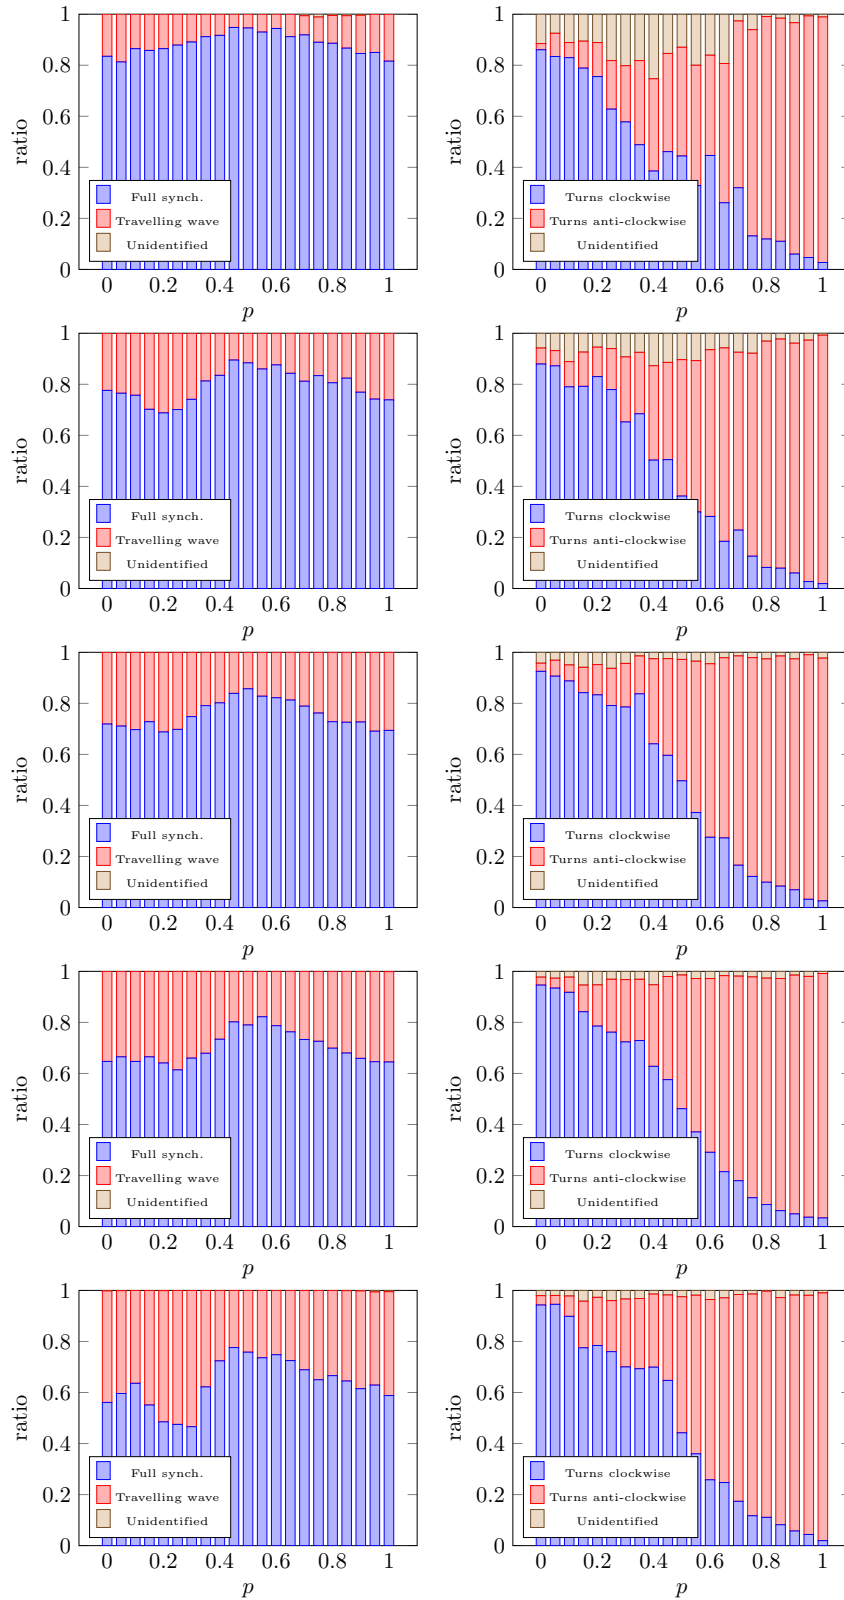 1
0.8
0.6
0.4
0.2
0
ratio
Full synch.
Travelling wave
Unidentified
0 0.2 0.4 0.6 0.8 1
p
1
0.8
0.6
0.4
0.2
0
ratio
Turns clockwise
Turns anti-clockwise
Unidentified
0 0.2 0.4 0.6 0.8 1
p
1
0.8
0.6
0.4
0.2
0
ratio
Full synch.
Travelling wave
Unidentified
0 0.2 0.4 0.6 0.8 1
p
1
0.8
0.6
0.4
0.2
0
ratio
Turns clockwise
Turns anti-clockwise
Unidentified
0 0.2 0.4 0.6 0.8 1
p
1
0.8
0.6
0.4
0.2
0
ratio
Full synch.
Travelling wave
Unidentified
0 0.2 0.4 0.6 0.8 1
p
1
0.8
0.6
0.4
0.2
0
ratio
Turns clockwise
Turns anti-clockwise
Unidentified
0 0.2 0.4 0.6 0.8 1
p
1
0.8
0.6
0.4
0.2
0
ratio
Full synch.
Travelling wave
Unidentified
0 0.2 0.4 0.6 0.8 1
p
1
0.8
0.6
0.4
0.2
0
ratio
Turns clockwise
Turns anti-clockwise
Unidentified
0 0.2 0.4 0.6 0.8 1
p
1
0.8
0.6
0.4
0.2
0
ratio
Full synch.
Travelling wave
Unidentified
0 0.2 0.4 0.6 0.8 1
p
1
0.8
0.6
0.4
0.2
0
ratio
Turns clockwise
Turns anti-clockwise
Unidentified
0 0.2 0.4 0.6 0.8 1
p